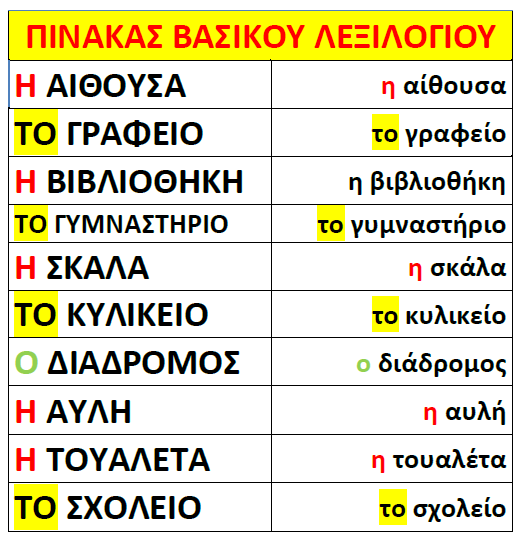 ΠΙΝΑΚΑΣ ΒΑΣΙΚΟΥ ΛΕΞΙΛΟΓΙΟΥ
Η ΑΙΘΟΥΣΑ η αίθουσα
ΤΟ ΓΡΑΦΕΙΟ το γραφείο
Η ΒΙΒΛΙΟΘΗΚΗ η βιβλιοθήκη
ΤΟ ΓΥΜΝΑΣΤΗΡΙΟ το γυμναστήριο
Η ΣΚΑΛΑ η σκάλα
ΤΟ ΚΥΛΙΚΕΙΟ το κυλικείο
Ο ΔΙΑΔΡΟΜΟΣ ο διάδρομος
Η ΑΥΛΗ η αυλή
Η ΤΟΥΑΛΕΤΑ η τουαλέτα
ΤΟ ΣΧΟΛΕΙΟ το σχολείο